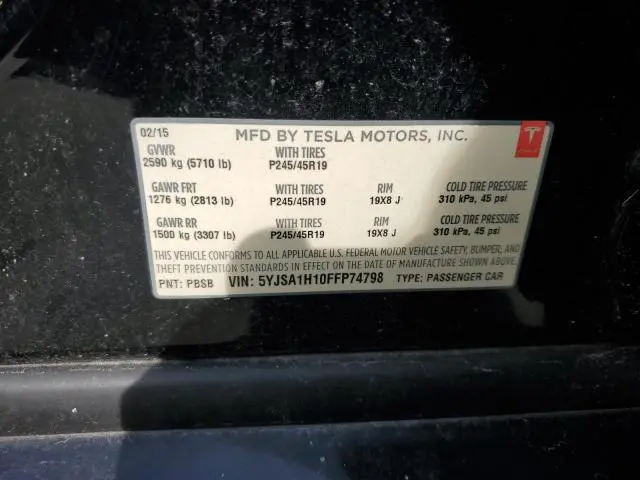 02/15 MFD BY TESLA MOTORS, INC.
GVWR WITH TIRES
2590 kg (5710 lb) P245/45R19
GAWR FRT WITH TIRES RIM COLD TIRE PRESSURE
1276 kg (2813 lb) P245/45R19 19X8 J 310 kPa, 45 psi
GAWR RR WITH TIRES RIM COLD TIRE PRESSURE
1500 kg (3307 lb) P245/45R19 19X8 J 310 kPa, 45 psi
THIS VEHICLE CONFORMS TO ALL APPLICABLE U.S. FEDERAL MOTOR VEHICLE SAFETY, BUMPER, AND
THEFT PREVENTION STANDARDS IN EFFECT ON THE DATE OF MANUFACTURE SHOWN ABOVE.
PNT: PBSB VIN: 5YJSA1H10FFP74798 TYPE: PASSENGER CAR